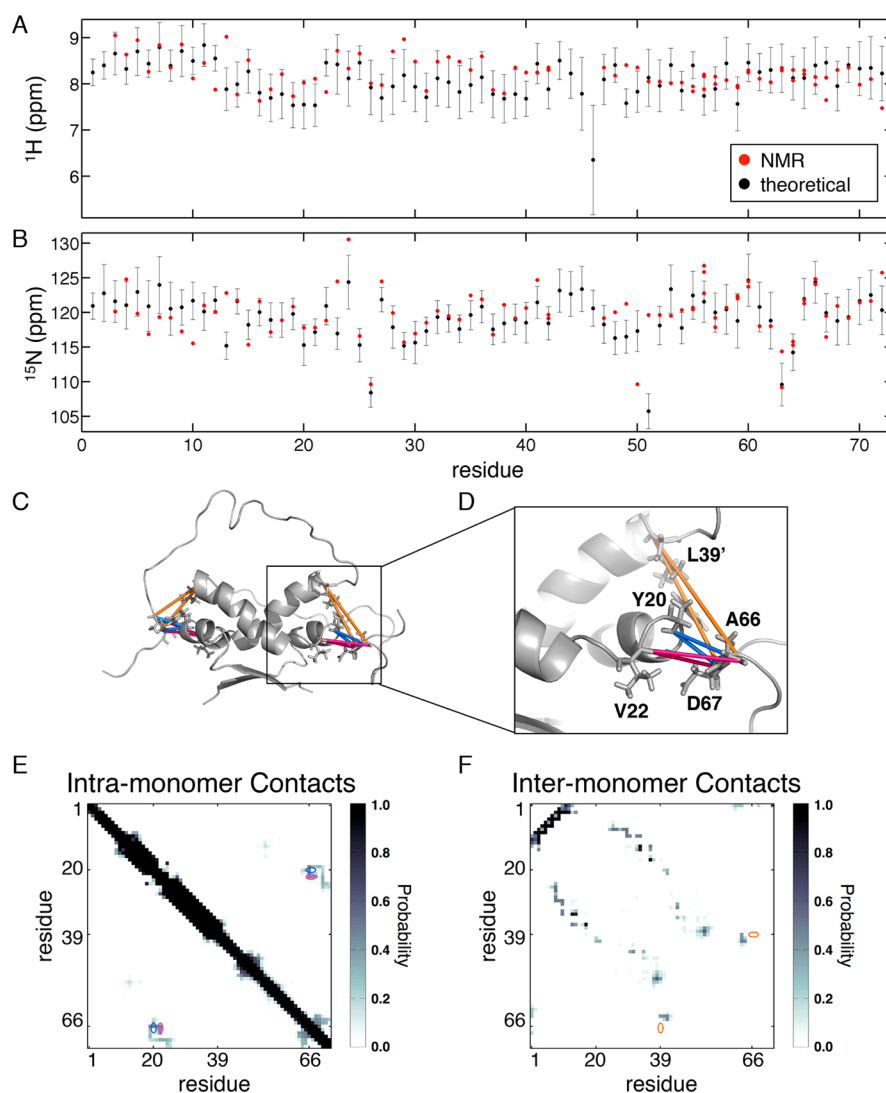 A
9
8
7
6
¹H (ppm)
NMR
theoretical
B
130
125
120
115
110
105
¹⁵N (ppm)
0 10 20 30 40 50 60 70
residue
C
D
L39’
Y20
A66
V22
D67
E
Intra-monomer Contacts
1
20
39
66
residue
1 20 39 66
residue
1.0
0.8
0.6
0.4
0.2
0.0
Probability
F
Inter-monomer Contacts
1
20
39
66
residue
1 20 39 66
residue
1.0
0.8
0.6
0.4
0.2
0.0
Probability